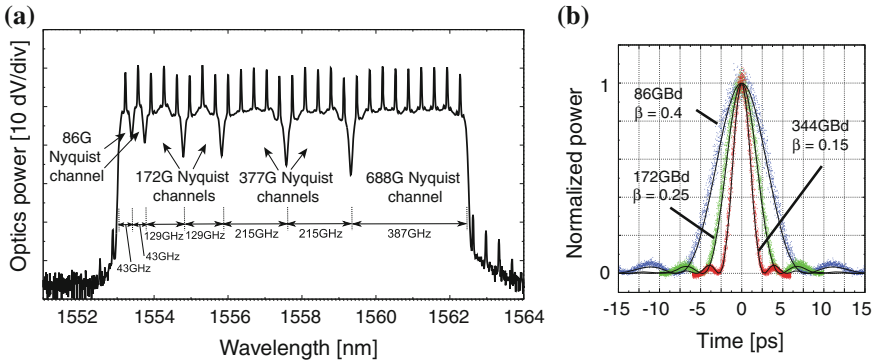 (a)
Optics power [10 dV/div]
86G
Nyquist
channel
172G Nyquist
channels
377G Nyquist
channels
688G Nyquist
channel
43GHz
43GHz
129GHz
129GHz
215GHz
215GHz
387GHz
1552
1554
1556
1558
1560
1562
1564
Wavelength [nm]
(b)
Normalized power
1
0
86GBd
β = 0.4
344GBd
β = 0.15
172GBd
β = 0.25
-15
-10
-5
0
5
10
15
Time [ps]